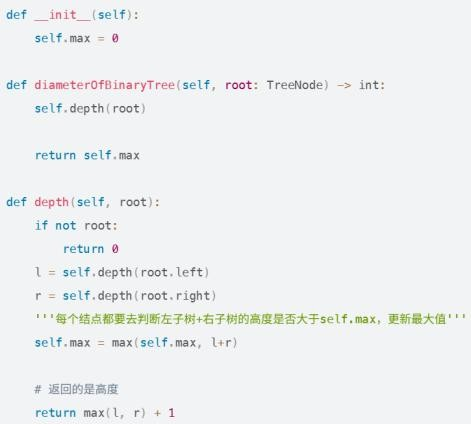 def __init__(self):
    self.max = 0
def diameterOfBinaryTree(self, root: TreeNode) -> int:
    self.depth(root)
    return self.max
def depth(self, root):
    if not root:
        return 0
    l = self.depth(root.left)
    r = self.depth(root.right)
    '''每个结点都要去判断左子树+右子树的高度是否大于self.max，更新最大值'''
    self.max = max(self.max, l+r)
    # 返回的是高度
    return max(l, r) + 1